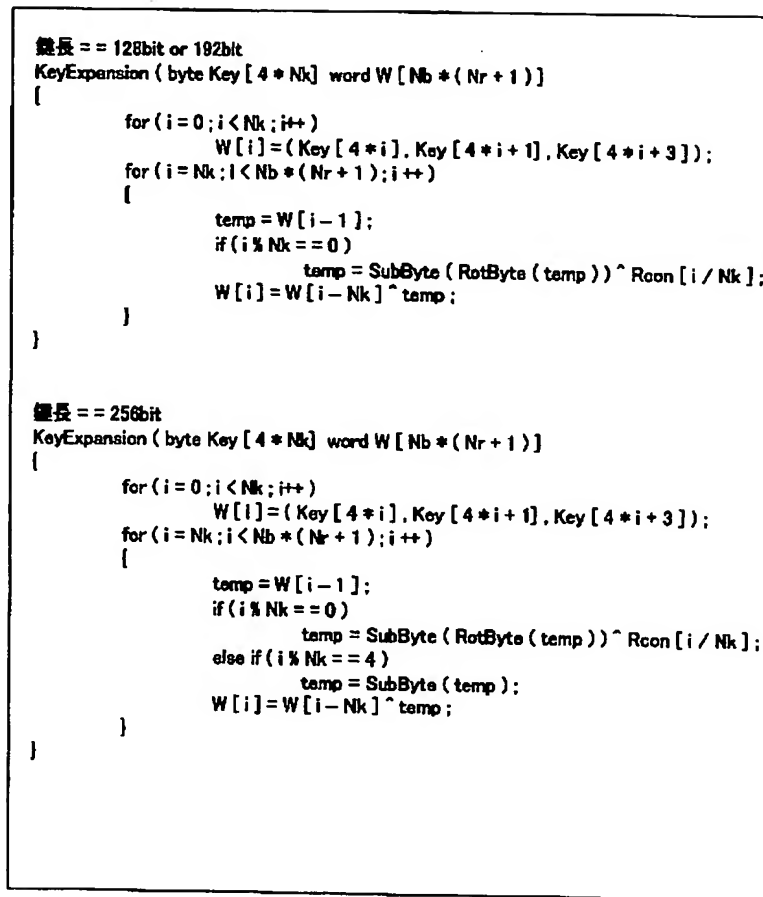 鍵長 = = 128bit or 192bit
KeyExpansion ( byte Key [ 4 * Nk] word W [ Nb * ( Nr + 1 )]
{
for ( i = 0 ; i < Nk ; i++ )
W [ i ] = ( Key [ 4 * i ] , Key [ 4 * i + 1] , Key [ 4 * i + 3 ] ) ;
for ( i = Nk ; i < Nb * ( Nr + 1 ) ; i ++ )
{
temp = W [ i – 1 ] ;
if ( i % Nk = = 0 )
temp = SubByte ( RotByte ( temp ) ) ^ Rcon [ i / Nk ] ;
W [ i ] = W [ i – Nk ] ^ temp ;
}
}
鍵長 = = 256bit
KeyExpansion ( byte Key [ 4 * Nk] word W [ Nb * ( Nr + 1 )]
{
for ( i = 0 ; i < Nk ; i++ )
W [ i ] = ( Key [ 4 * i ] , Key [ 4 * i + 1] , Key [ 4 * i + 3 ] ) ;
for ( i = Nk ; i < Nb * ( Nr + 1 ) ; i ++ )
{
temp = W [ i – 1 ] ;
if ( i % Nk = = 0 )
temp = SubByte ( RotByte ( temp ) ) ^ Rcon [ i / Nk ] ;
else if ( i % Nk = = 4 )
temp = SubByte ( temp ) ;
W [ i ] = W [ i – Nk ] ^ temp ;
}
}